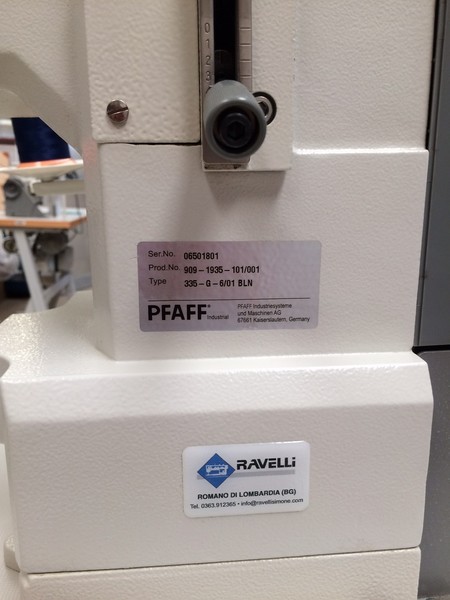 0
1
2
3
Ser.No. 06501801
Prod.No. 909-1935-101/001
Type 335-G-6/01 BLN
PFAFF® Industrial
PFAFF Industriesysteme
und Maschinen AG
67661 Kaiserslautern, Germany
RAVELLI
ROMANO DI LOMBARDIA (BG)
Tel. 0363.912365 • info@ravellisimone.com